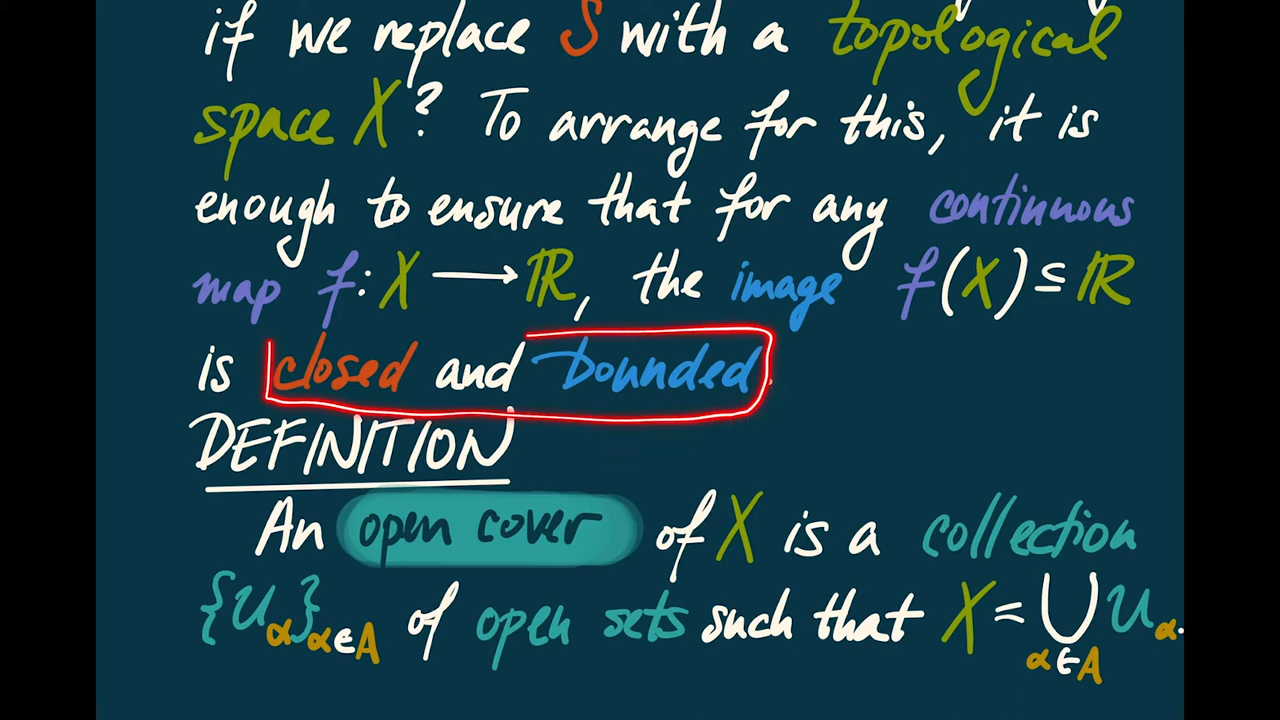 if we replace S with a topological
space X? To arrange for this, it is
enough to ensure that for any continuous
map f: X ⟶ ℝ, the image f(X) ⊆ ℝ
is closed and bounded.
DEFINITION
An open cover of X is a collection
{U_α}_{α∈A} of open sets such that X = ⋃_{α∈A} U_α.